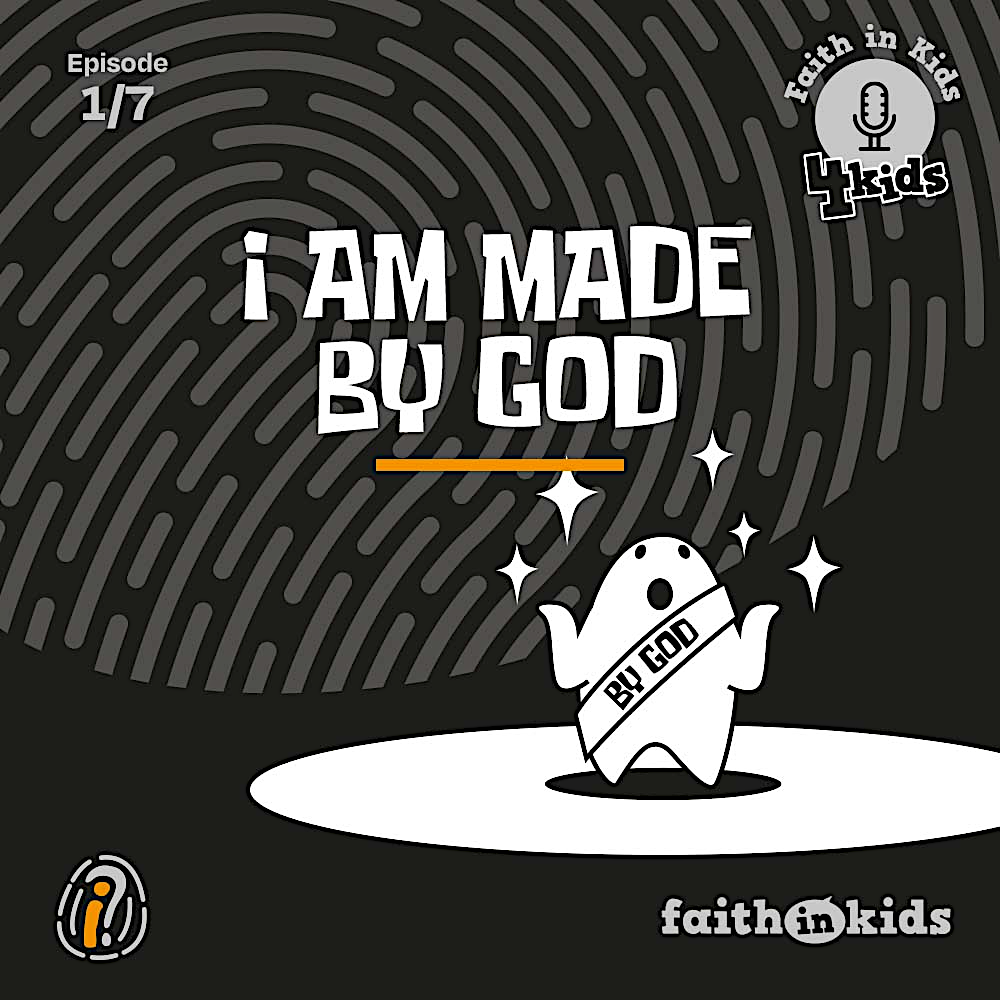 Episode
1/7
Faith in Kids
4kids
i AM MADE
BY GOD
BY GOD
i?
faith in kids